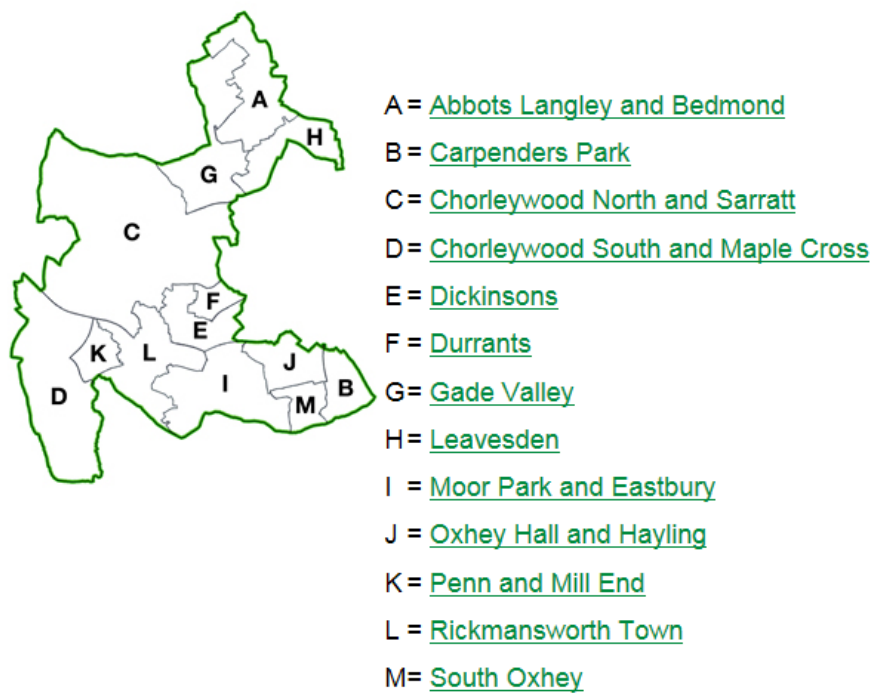 A
H
G
C
F
E
K
L
J
I
B
D
M
A = Abbots Langley and Bedmond
B = Carpenders Park
C = Chorleywood North and Sarratt
D = Chorleywood South and Maple Cross
E = Dickinsons
F = Durrants
G = Gade Valley
H = Leavesden
I = Moor Park and Eastbury
J = Oxhey Hall and Hayling
K = Penn and Mill End
L = Rickmansworth Town
M = South Oxhey